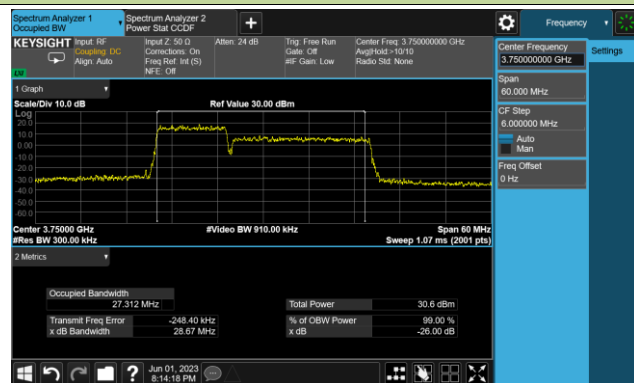 Spectrum Analyzer 1
Occupied BW
Spectrum Analyzer 2
Power Stat CCDF
Frequency
KEYSIGHT
Input: RF
Coupling: DC
Align: Auto
Input Z: 50 Ω
Corrections: On
Freq Ref: Int (S)
NFE: Off
Atten: 24 dB
Trig: Free Run
Gate: Off
#IF Gain: Low
Center Freq: 3.750000000 GHz
Avg|Hold:>10/10
Radio Std: None
Center Frequency
3.750000000 GHz
Settings
Span
60.000 MHz
CF Step
6.000000 MHz
Auto
Man
Freq Offset
0 Hz
1 Graph
Scale/Div 10.0 dB
Ref Value 30.00 dBm
Log
20.0
10.0
0.00
-10.0
-20.0
-30.0
-40.0
-50.0
-60.0
Center 3.75000 GHz
#Video BW 910.00 kHz
Span 60 MHz
#Res BW 300.00 kHz
Sweep 1.07 ms (2001 pts)
2 Metrics
Occupied Bandwidth
27.312 MHz
Total Power
30.6 dBm
Transmit Freq Error
-248.40 kHz
% of OBW Power
99.00 %
x dB Bandwidth
28.67 MHz
x dB
-26.00 dB
Jun 01, 2023
8:14:18 PM